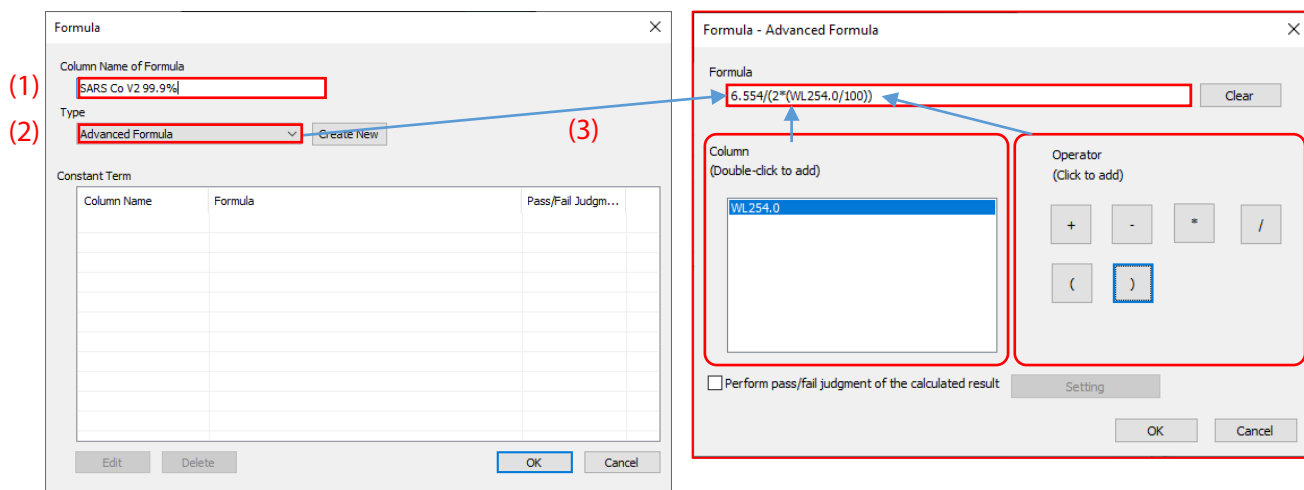 Formula
Column Name of Formula
(1)
SARS Co V2 99.9%
Type
(2)
Advanced Formula
Create New
(3)
Constant Term
Column Name
Formula
Pass/Fail Judgm...
Edit
Delete
OK
Cancel
Formula - Advanced Formula
Formula
6.554/(2*(WL254.0/100))
Clear
Column
(Double-click to add)
WL254.0
Operator
(Click to add)
+ - * /
( )
Perform pass/fail judgment of the calculated result
Setting
OK
Cancel